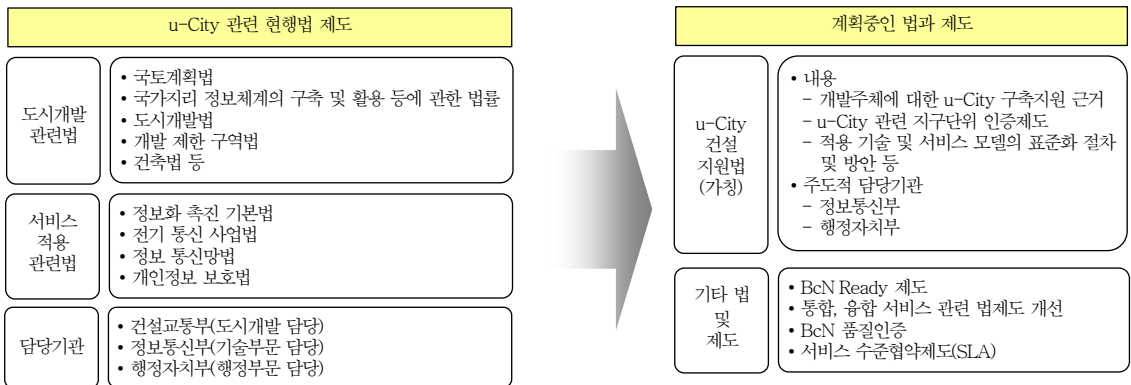 u-City 관련 현행법 제도
도시개발
관련법
• 국토계획법
• 국가지리 정보체계의 구축 및 활용 등에 관한 법률
• 도시개발법
• 개발 제한 구역법
• 건축법 등
서비스
적용
관련법
• 정보화 촉진 기본법
• 전기 통신 사업법
• 정보 통신망법
• 개인정보 보호법
담당기관
• 건설교통부(도시개발 담당)
• 정보통신부(기술부문 담당)
• 행정자치부(행정부문 담당)
계획중인 법과 제도
u-City
건설
지원법
(가칭)
• 내용
- 개발주체에 대한 u-City 구축지원 근거
- u-City 관련 지구단위 인증제도
- 적용 기술 및 서비스 모델의 표준화 절차
및 방안 등
• 주도적 담당기관
- 정보통신부
- 행정자치부
기타 법
및
제도
• BcN Ready 제도
• 통합, 융합 서비스 관련 법제도 개선
• BcN 품질인증
• 서비스 수준협약제도(SLA)